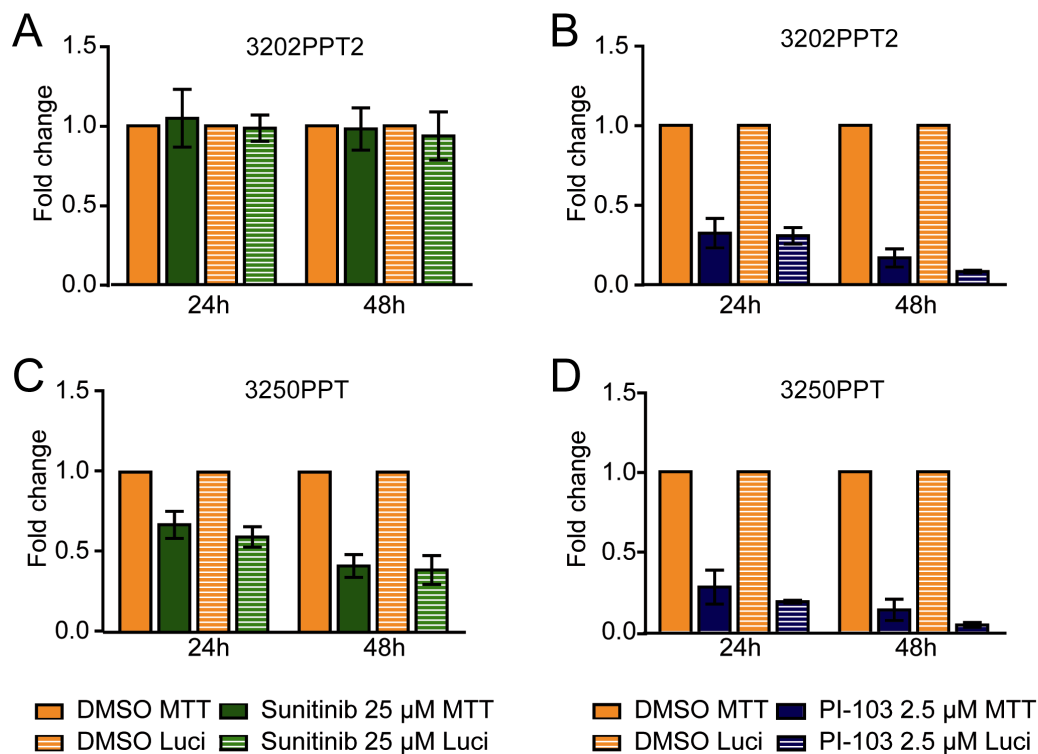 A
3202PPT2
Fold change
1.5
1.0
0.5
0.0
24h
48h
B
3202PPT2
Fold change
1.5
1.0
0.5
0.0
24h
48h
C
3250PPT
Fold change
1.5
1.0
0.5
0.0
24h
48h
D
3250PPT
Fold change
1.5
1.0
0.5
0.0
24h
48h
DMSO MTT
Sunitinib 25 µM MTT
DMSO Luci
Sunitinib 25 µM Luci
DMSO MTT
PI-103 2.5 µM MTT
DMSO Luci
PI-103 2.5 µM Luci